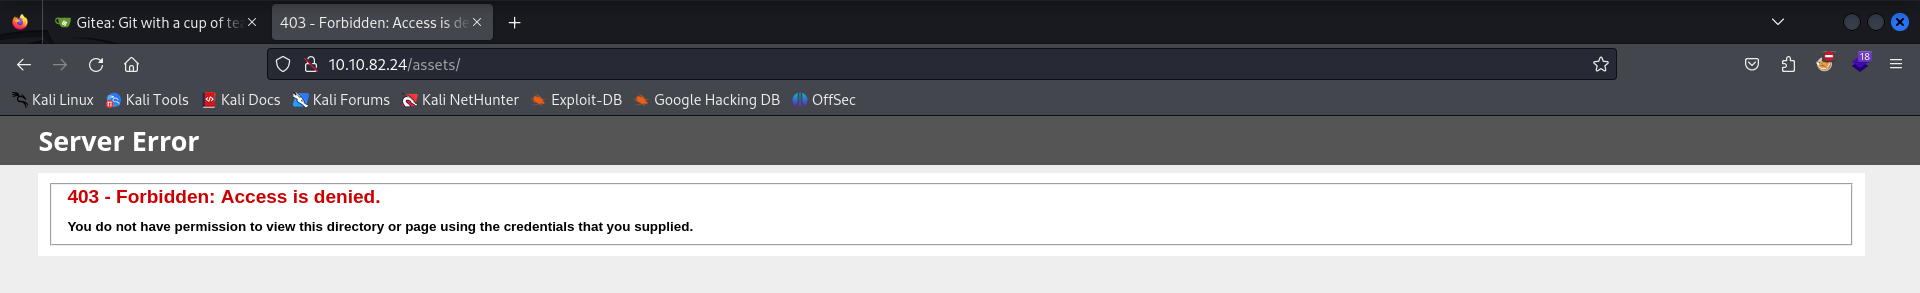 Gitea: Git with a cup of tea
403 - Forbidden: Access is de
10.10.82.24/assets/
18
Kali Linux Kali Tools Kali Docs Kali Forums Kali NetHunter Exploit-DB Google Hacking DB OffSec
Server Error
403 - Forbidden: Access is denied.
You do not have permission to view this directory or page using the credentials that you supplied.